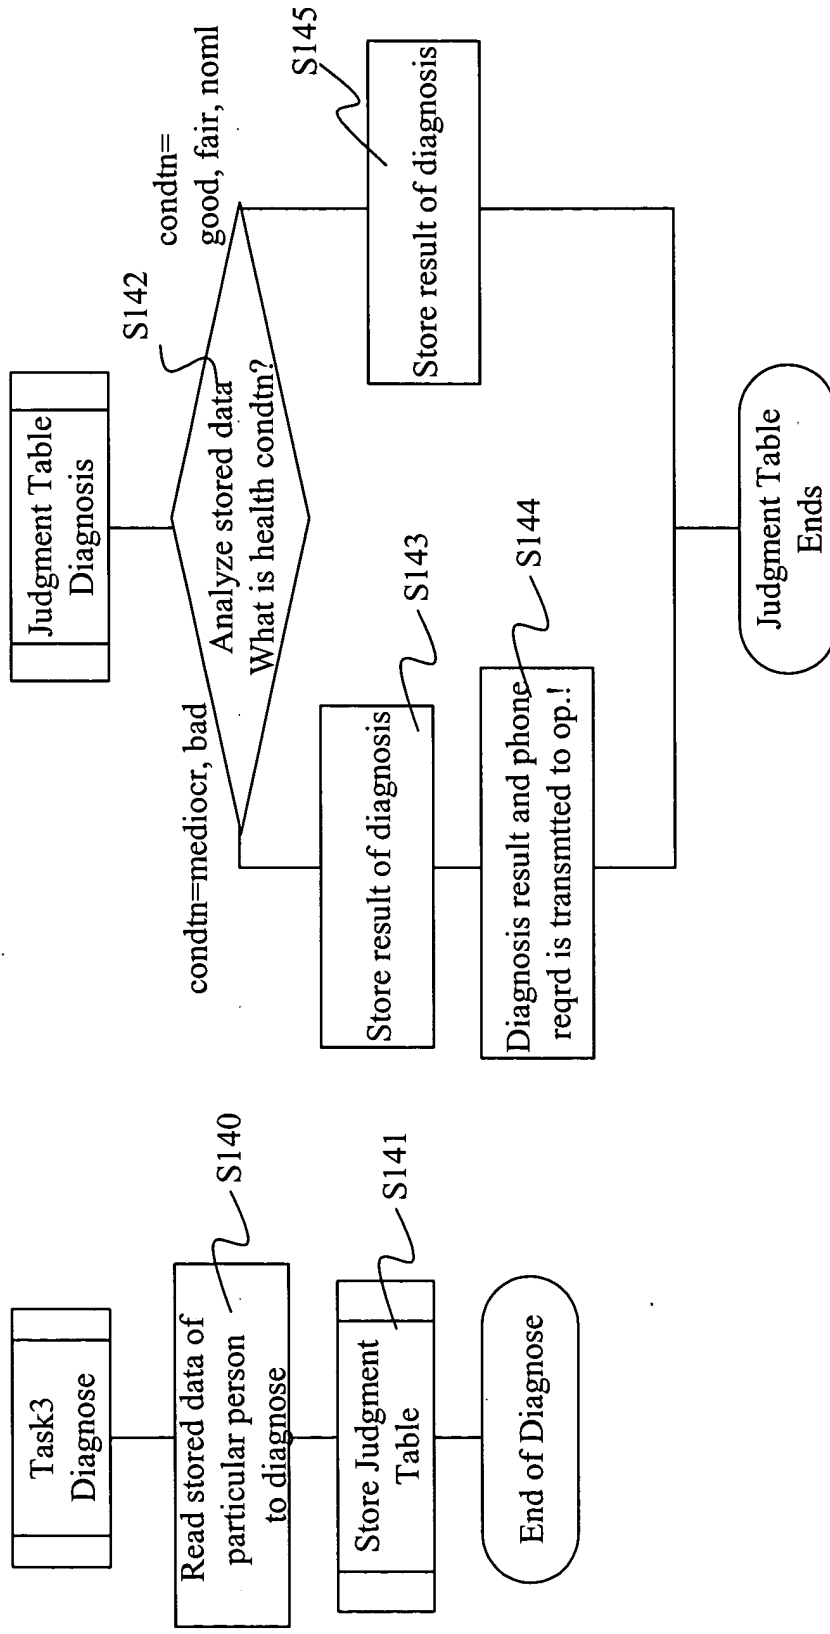 Task3
Diagnose
Read stored data of
particular person
to diagnose
S140
Store Judgment
Table
S141
End of Diagnose
Judgment Table
Diagnosis
S142
Analyze stored data
What is health condtn?
condtn=mediocr, bad
condtn=
good, fair, noml
Store result of diagnosis
S143
Diagnosis result and phone
reqrd is transmtted to op.!
S144
Store result of diagnosis
S145
Judgment Table
Ends